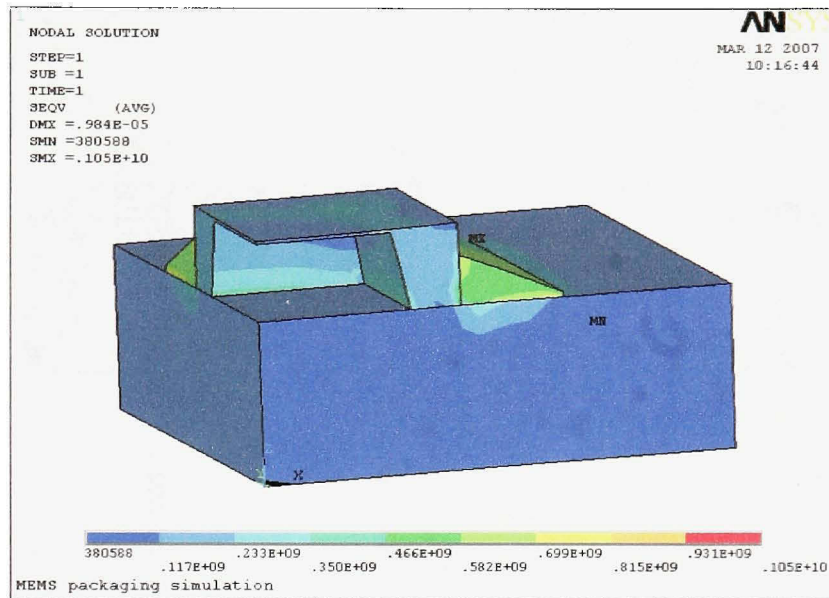 NODAL SOLUTION
STEP=1
SUB =1
TIME=1
SEQV (AVG)
DMX =.984E-05
SMN =380588
SMX =.105E+10
ANSYS
MAR 12 2007
10:16:44
MX
MN
X
380588 .233E+09 .466E+09 .699E+09 .931E+09
.117E+09 .350E+09 .582E+09 .815E+09 .105E+10
MEMS packaging simulation